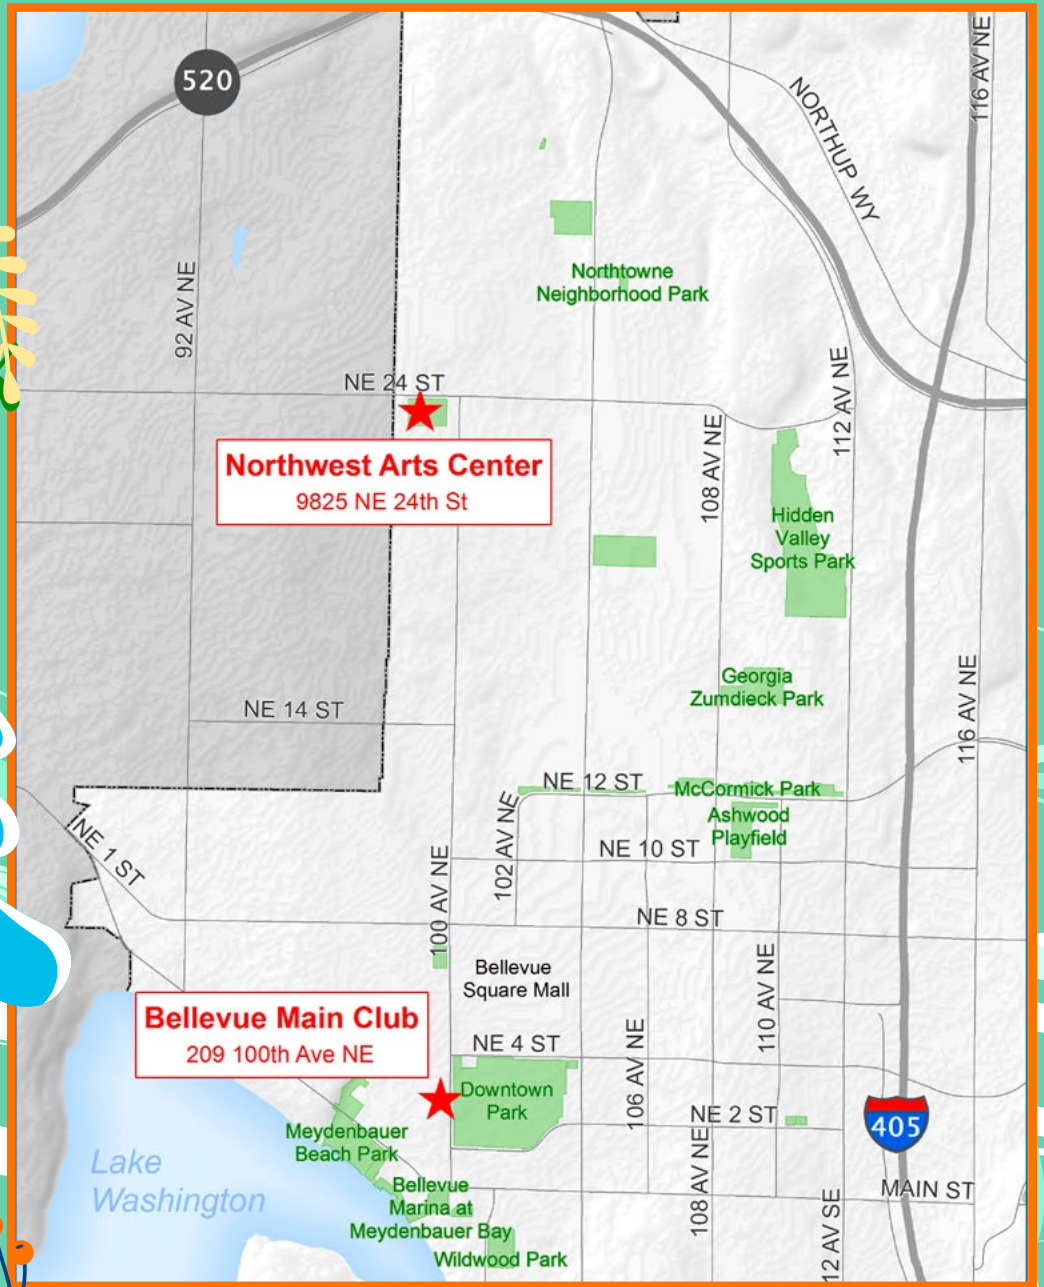 520
116 AV NE
NORTHUP WY
Northtowne
Neighborhood Park
92 AV NE
NE 24 ST
112 AV NE
108 AV NE
Northwest Arts Center
9825 NE 24th St
Hidden
Valley
Sports Park
Georgia
Zumdieck Park
116 AV NE
NE 14 ST
NE 12 ST
McCormick Park
102 AV NE
Ashwood
Playfield
NE 1 ST
NE 10 ST
100 AV NE
NE 8 ST
Bellevue
Square Mall
110 AV NE
Bellevue Main Club
209 100th Ave NE
NE 4 ST
106 AV NE
Downtown
Park
NE 2 ST
405
Meydenbauer
Beach Park
108 AV NE
Lake
Washington
Bellevue
Marina at
Meydenbauer Bay
MAIN ST
12 AV SE
Wildwood Park